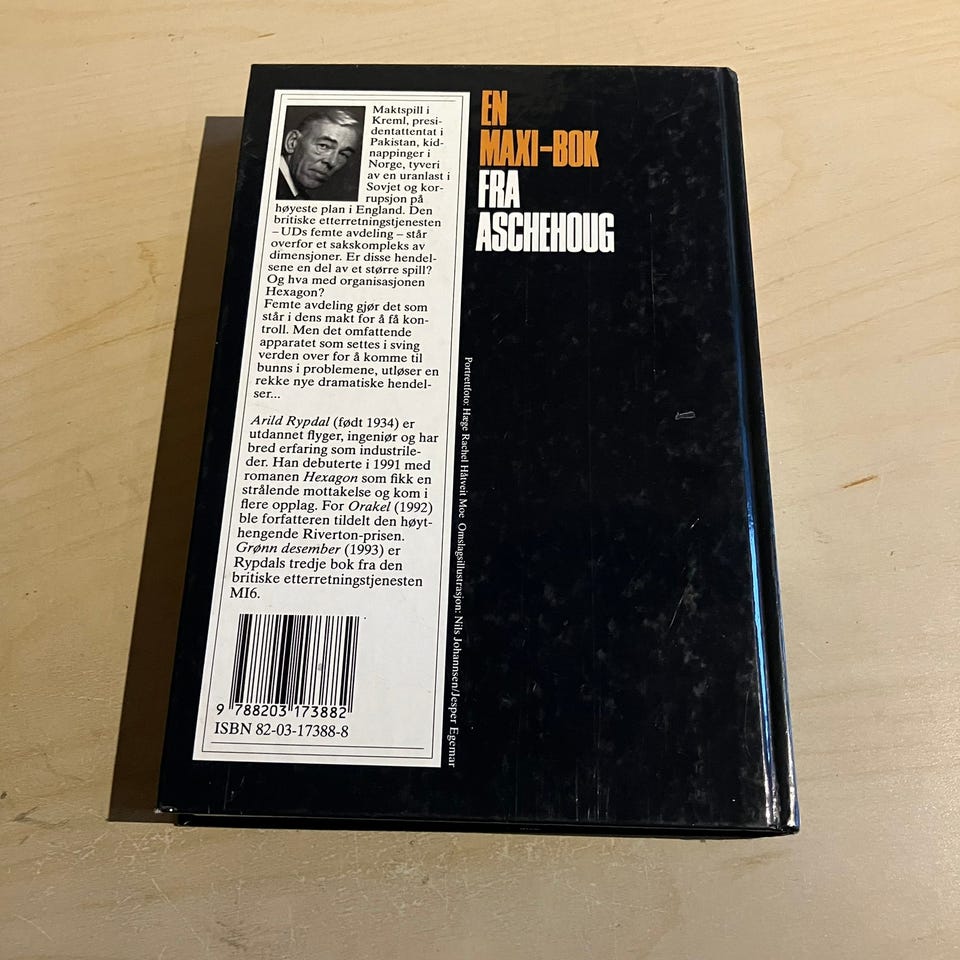 Maktspill i
Kreml, presi-
dentattentat i
Pakistan, kid-
nappinger i
Norge, tyveri
av en uranlast i
Sovjet og kor-
rupsjon på
høyeste plan i England. Den
britiske etterretningstjenesten
– UDs femte avdeling – står
overfor et sakskompleks av
dimensjoner. Er disse hendel-
sene en del av et større spill?
Og hva med organisasjonen
Hexagon?
Femte avdeling gjør det som
står i dens makt for å få kon-
troll. Men det omfattende
apparatet som settes i sving
verden over for å komme til
bunns i problemene, utløser en
rekke nye dramatiske hendel-
ser...
Arild Rypdal (født 1934) er
utdannet flyger, ingeniør og har
bred erfaring som industrile-
der. Han debuterte i 1991 med
romanen Hexagon som fikk en
strålende mottakelse og kom i
flere opplag. For Orakel (1992)
ble forfatteren tildelt den høyt-
hengende Riverton-prisen.
Grønn desember (1993) er
Rypdals tredje bok fra den
britiske etterretningstjenesten
MI6.
9 788203 173882
ISBN 82-03-17388-8
Portrettfoto: Hæge Rachel Håtveit Moe Omslagsillustrasjon: Nils Johannsen/Jesper Egemar
EN
MAXI-BOK
FRA
ASCHEHOUG